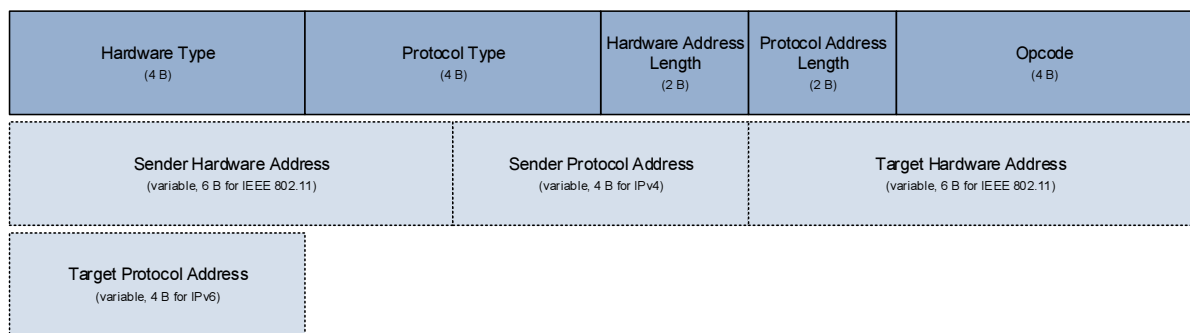 Hardware Type
(4 B)
Protocol Type
(4 B)
Hardware Address
Length
(2 B)
Protocol Address
Length
(2 B)
Opcode
(4 B)
Sender Hardware Address
(variable, 6 B for IEEE 802.11)
Sender Protocol Address
(variable, 4 B for IPv4)
Target Hardware Address
(variable, 6 B for IEEE 802.11)
Target Protocol Address
(variable, 4 B for IPv6)